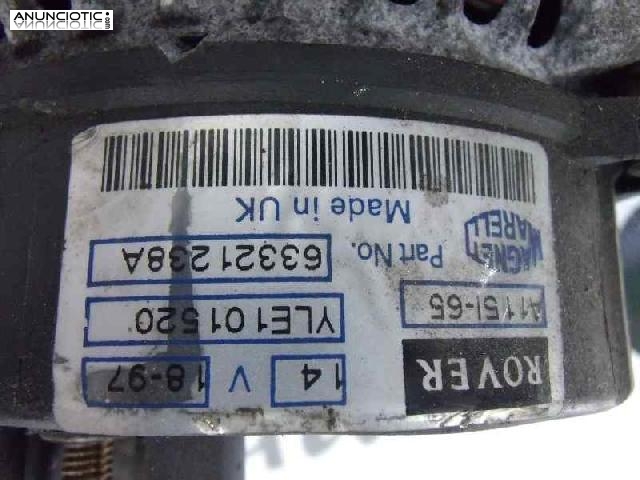 ANUNCIOTIC.com
ROVER 14 V 18-97
A115I-65 YLE101520
MAGNETI MARELLI Part No. 63321238A
Made in UK